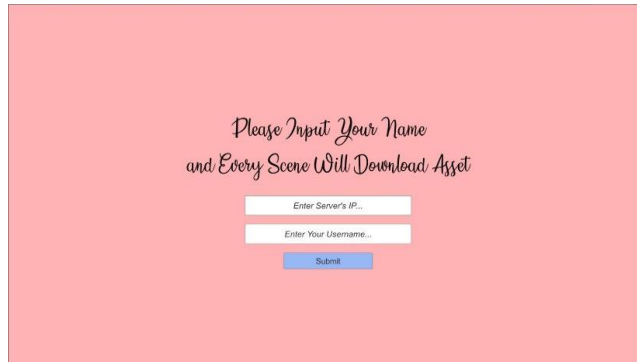 Please Input Your Name
and Every Scene Will Download Asset
Enter Server's IP...
Enter Your Username...
Submit